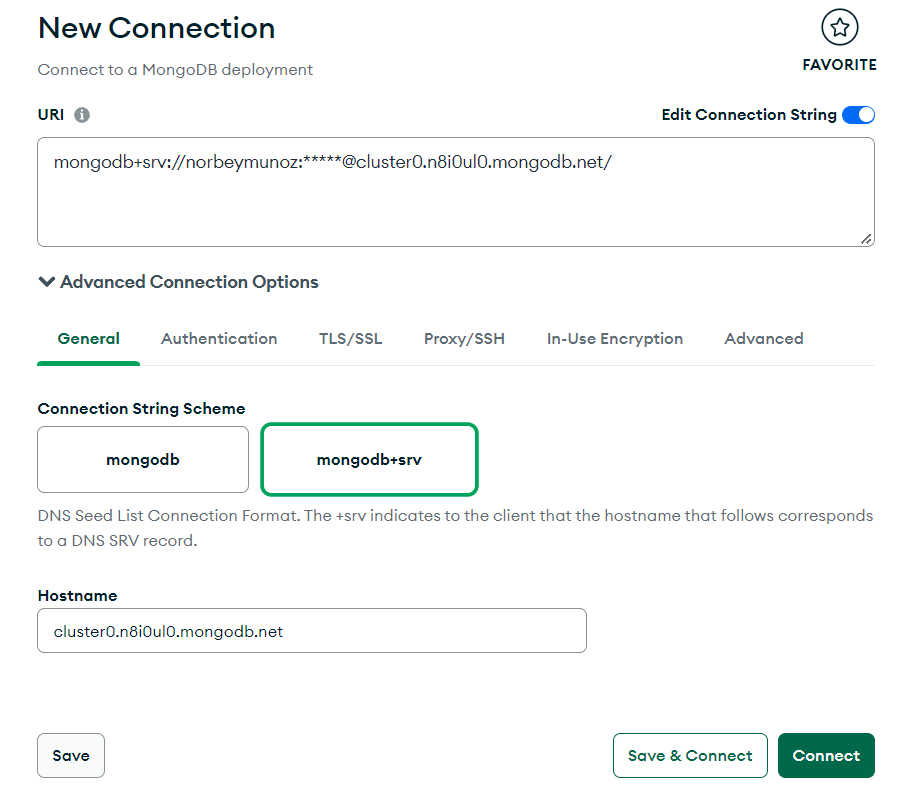 New Connection
Connect to a MongoDB deployment
FAVORITE
URI
Edit Connection String
mongodb+srv://norbeymunoz:*****@cluster0.n8i0ul0.mongodb.net/
Advanced Connection Options
General Authentication TLS/SSL Proxy/SSH In-Use Encryption Advanced
Connection String Scheme
mongodb mongodb+srv
DNS Seed List Connection Format. The +srv indicates to the client that the hostname that follows corresponds
to a DNS SRV record.
Hostname
cluster0.n8i0ul0.mongodb.net
Save Save & Connect Connect